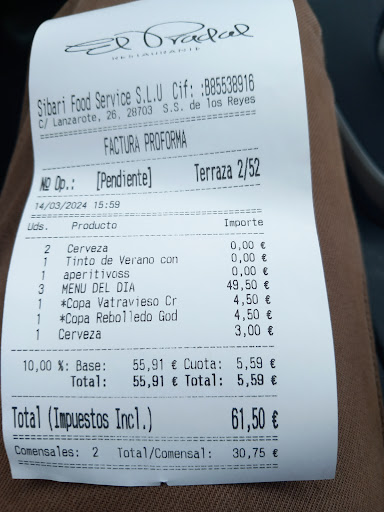 El Pradal
RESTAURANTE
Sibari Food Service S.L.U Cif: :B85538916
C/ Lanzarote, 26, 28703 S.S. de los Reyes
FACTURA PROFORMA
Nº Op.: [Pendiente] Terraza 2/52
14/03/2024 15:59
Uds. Producto Importe
2 Cerveza 0,00 €
1 Tinto de Verano con 0,00 €
1 aperitivoss 0,00 €
3 MENU DEL DIA 49,50 €
1 *Copa Vatravieso Cr 4,50 €
1 *Copa Rebolledo God 4,50 €
1 Cerveza 3,00 €
10,00 %: Base: 55,91 € Cuota: 5,59 €
Total: 55,91 € Total: 5,59 €
Total (Impuestos Incl.) 61,50 €
Comensales: 2 Total/Comensal: 30,75 €